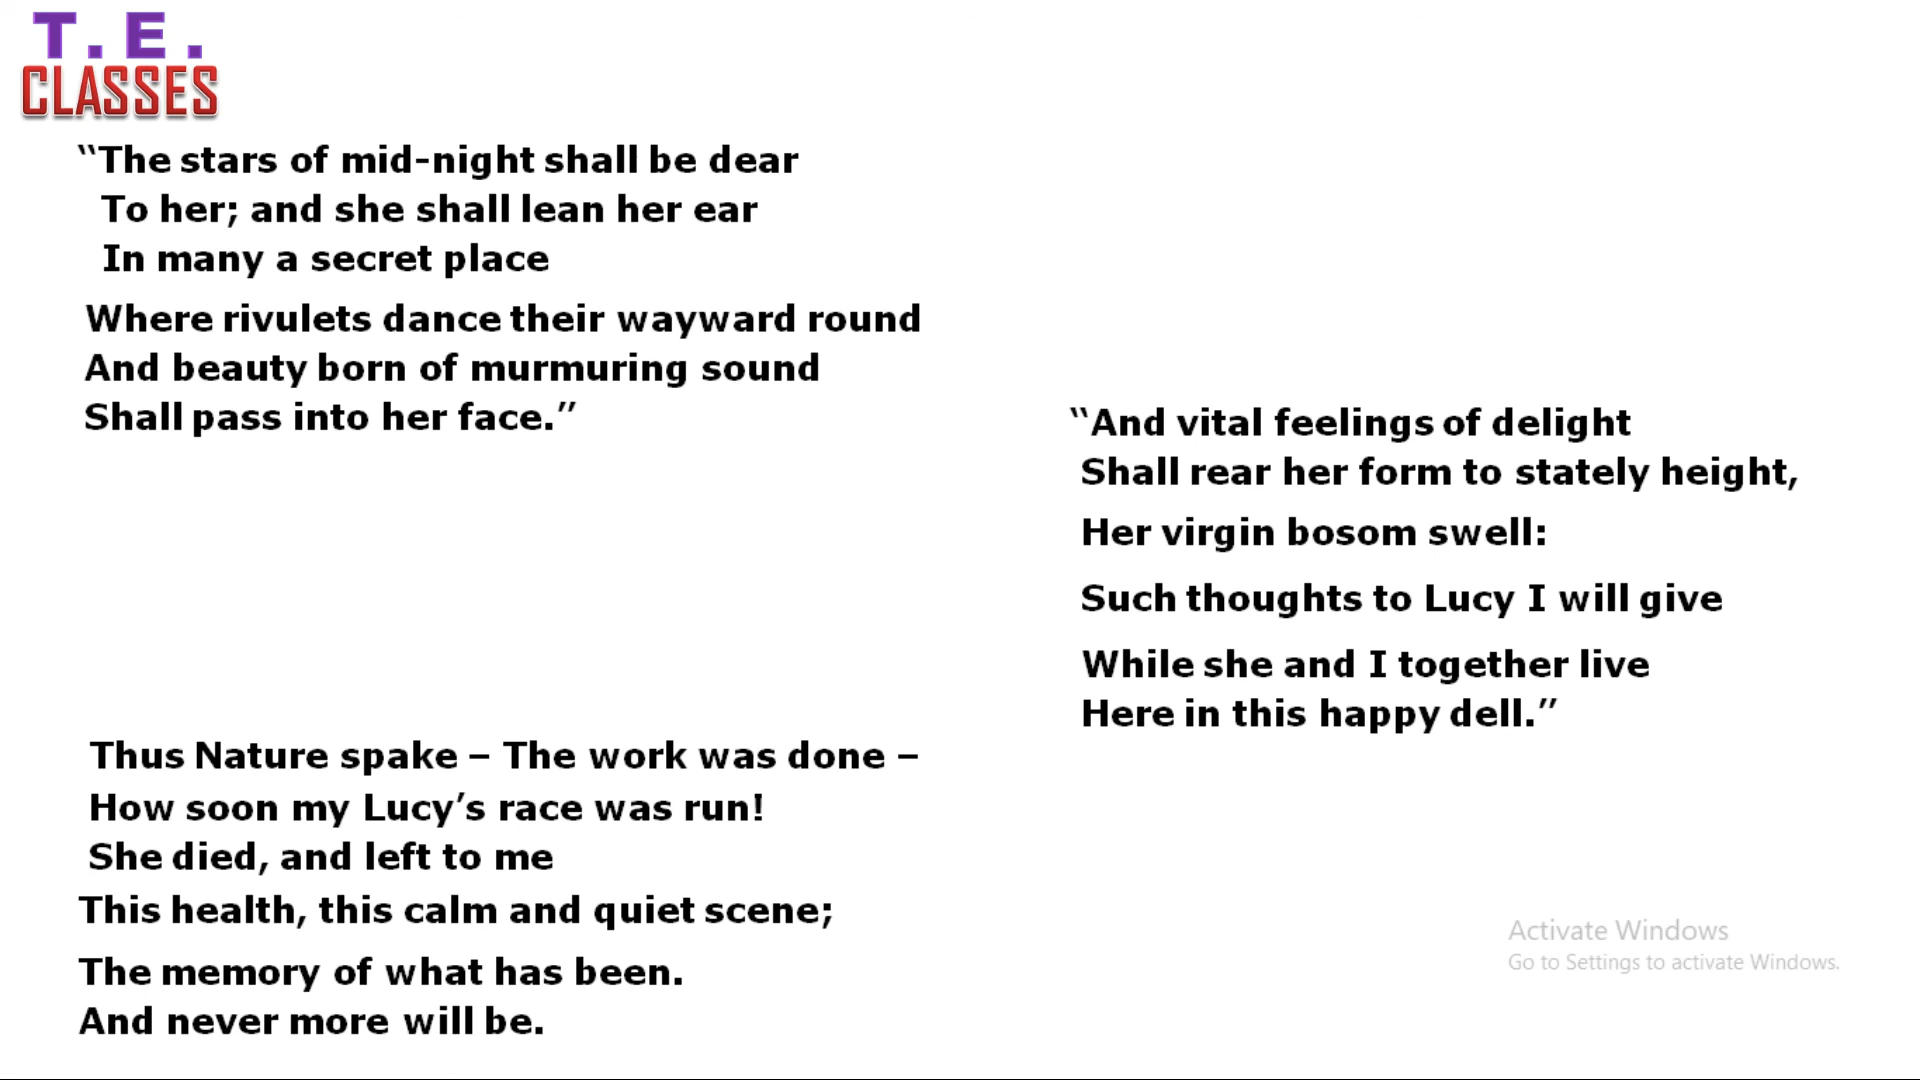 T.E.
CLASSES
“The stars of mid-night shall be dear
To her; and she shall lean her ear
In many a secret place
Where rivulets dance their wayward round
And beauty born of murmuring sound
Shall pass into her face.”
“And vital feelings of delight
Shall rear her form to stately height,
Her virgin bosom swell:
Such thoughts to Lucy I will give
While she and I together live
Here in this happy dell.”
Thus Nature spake – The work was done –
How soon my Lucy’s race was run!
She died, and left to me
This health, this calm and quiet scene;
The memory of what has been.
And never more will be.
Activate Windows
Go to Settings to activate Windows.